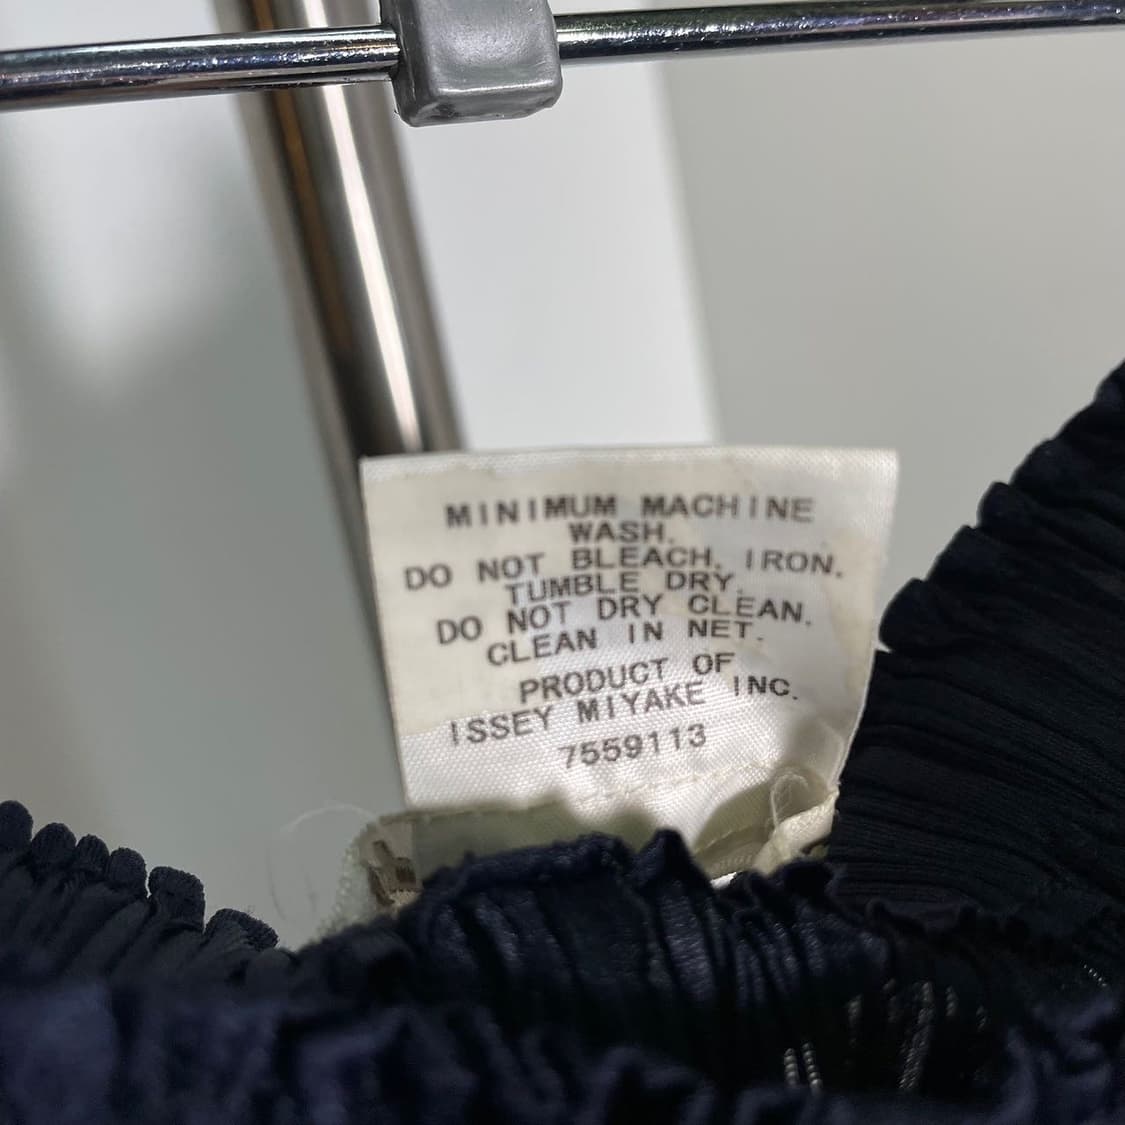 MINIMUM MACHINE
WASH.
DO NOT BLEACH. IRON.
TUMBLE DRY.
DO NOT DRY CLEAN.
CLEAN IN NET.
PRODUCT OF
ISSEY MIYAKE INC.
7559113